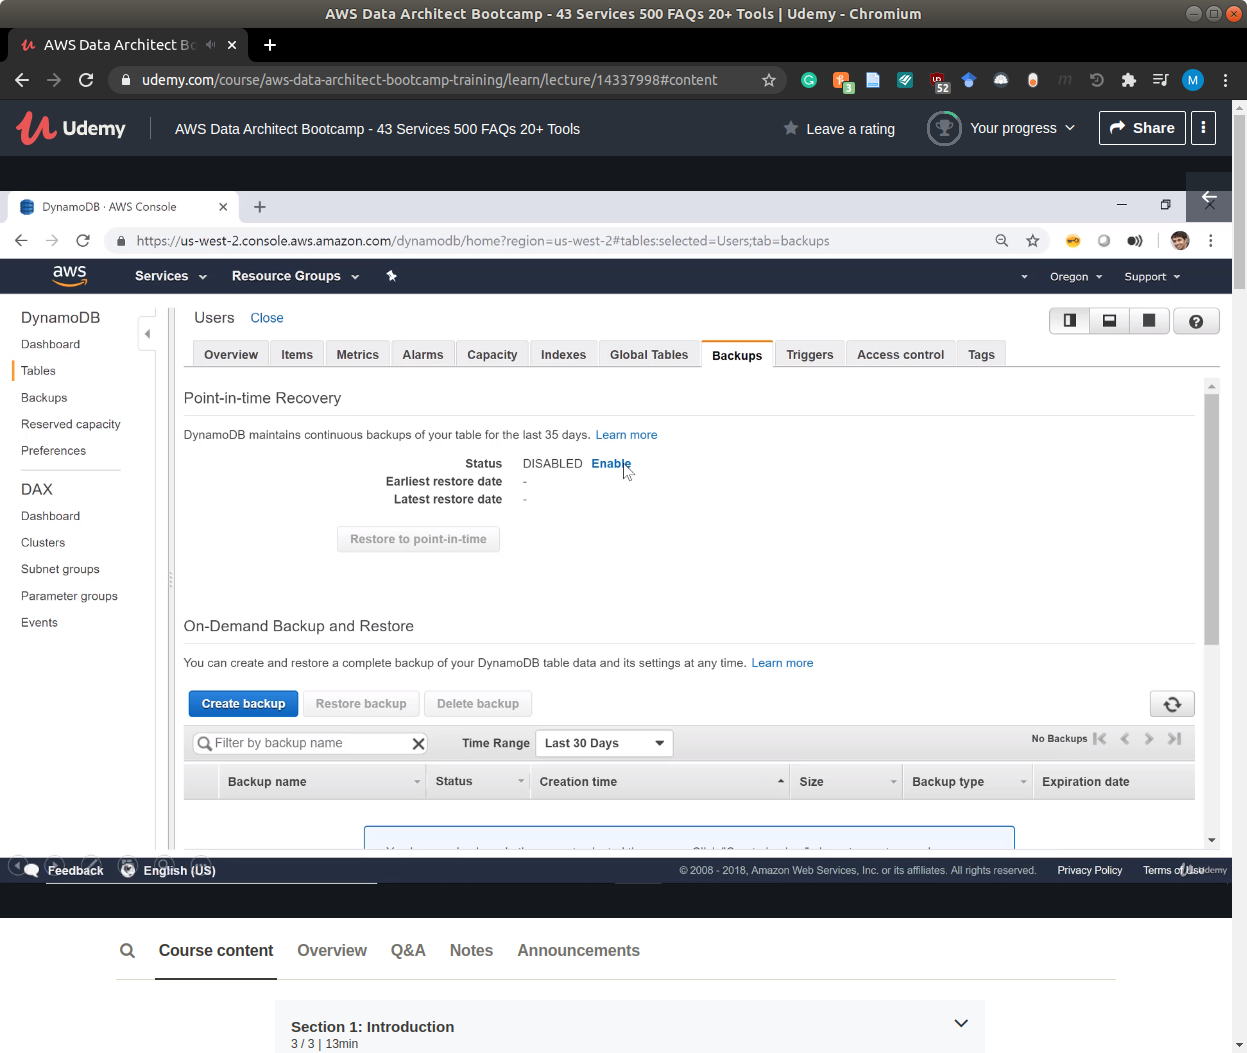 AWS Data Architect Bootcamp - 43 Services 500 FAQs 20+ Tools | Udemy - Chromium
AWS Data Architect Bo
udemy.com/course/aws-data-architect-bootcamp-training/learn/lecture/14337998#content
3
52
M
Udemy
AWS Data Architect Bootcamp - 43 Services 500 FAQs 20+ Tools
Leave a rating
Your progress
Share
DynamoDB · AWS Console
https://us-west-2.console.aws.amazon.com/dynamodb/home?region=us-west-2#tables:selected=Users;tab=backups
aws
Services
Resource Groups
Oregon
Support
DynamoDB
Dashboard
Tables
Backups
Reserved capacity
Preferences
DAX
Dashboard
Clusters
Subnet groups
Parameter groups
Events
Users Close
Overview Items Metrics Alarms Capacity Indexes Global Tables Backups Triggers Access control Tags
Point-in-time Recovery
DynamoDB maintains continuous backups of your table for the last 35 days. Learn more
Status DISABLED Enable
Earliest restore date -
Latest restore date -
Restore to point-in-time
On-Demand Backup and Restore
You can create and restore a complete backup of your DynamoDB table data and its settings at any time. Learn more
Create backup Restore backup Delete backup
Filter by backup name
Time Range Last 30 Days
No Backups
Backup name Status Creation time Size Backup type Expiration date
Feedback English (US)
© 2008 - 2018, Amazon Web Services, Inc. or its affiliates. All rights reserved. Privacy Policy Terms of Use
Course content Overview Q&A Notes Announcements
Section 1: Introduction
3 / 3 | 13min